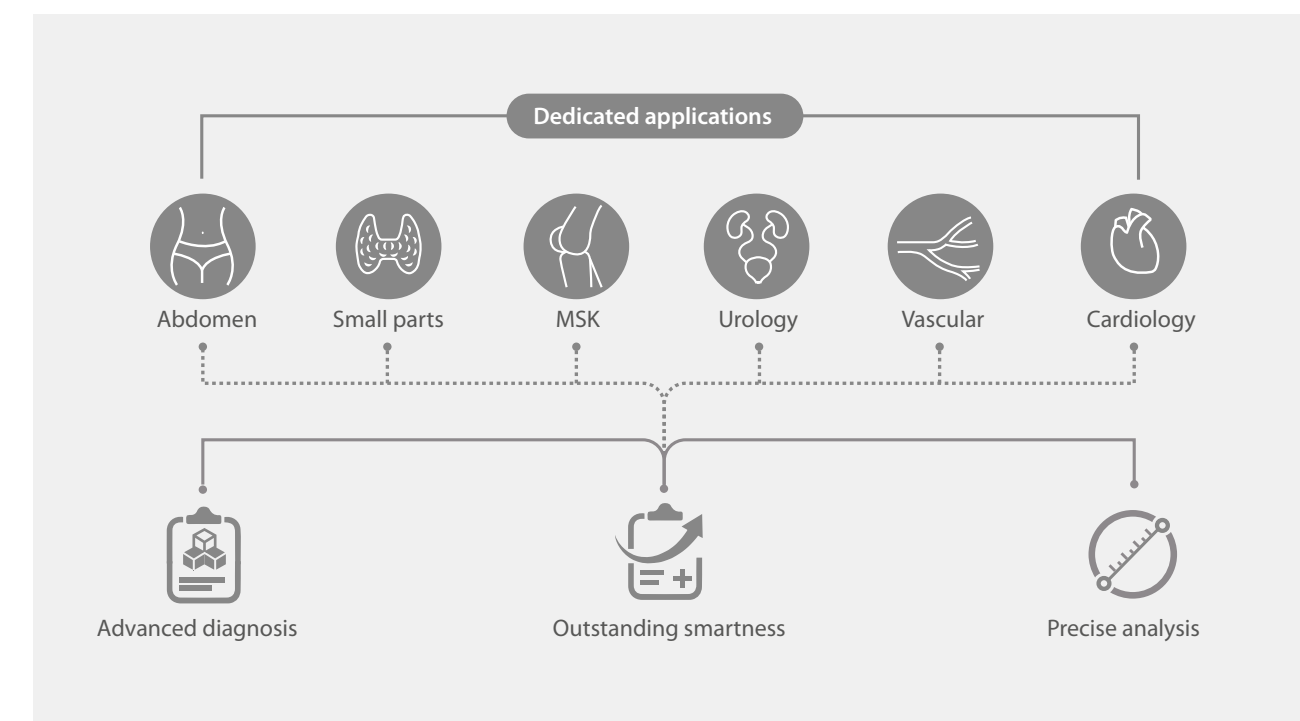 Dedicated applications
Abdomen
Small parts
MSK
Urology
Vascular
Cardiology
Advanced diagnosis
Outstanding smartness
Precise analysis